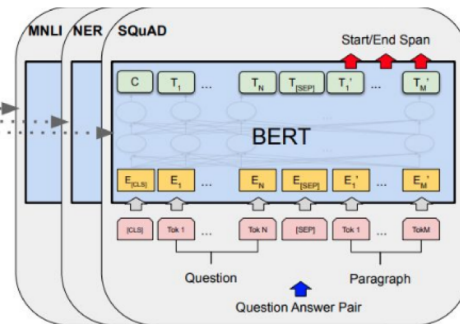 MNLI NER SQuAD
Start/End Span
C T1 ... TN T[SEP] T1' ... TM'
BERT
E[CLS] E1 ... EN E[SEP] E1' ... EM'
[CLS] Tok 1 ... Tok N [SEP] Tok 1 ... TokM
Question Paragraph
Question Answer Pair